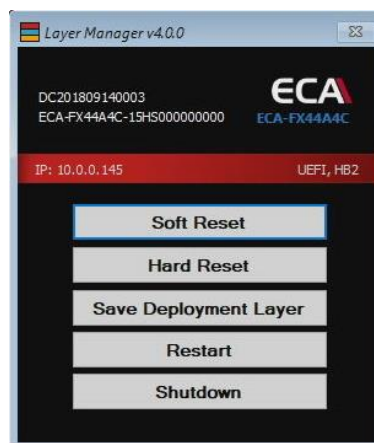 Layer Manager v4.0.0
DC201809140003
ECA-FX44A4C-15HS000000000
ECA
ECA-FX44A4C
IP: 10.0.0.145
UEFI, HB2
Soft Reset
Hard Reset
Save Deployment Layer
Restart
Shutdown